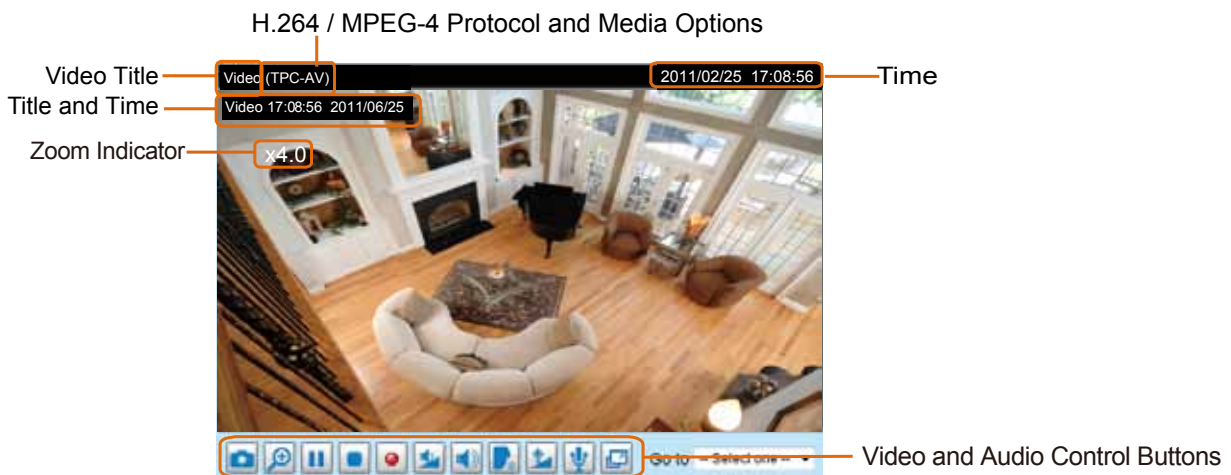 H.264 / MPEG-4 Protocol and Media Options
Video Title
Video (TPC-AV)
2011/02/25 17:08:56
Time
Title and Time
Video 17:08:56 2011/06/25
Zoom Indicator
x4.0
Go to -- Select one --
Video and Audio Control Buttons